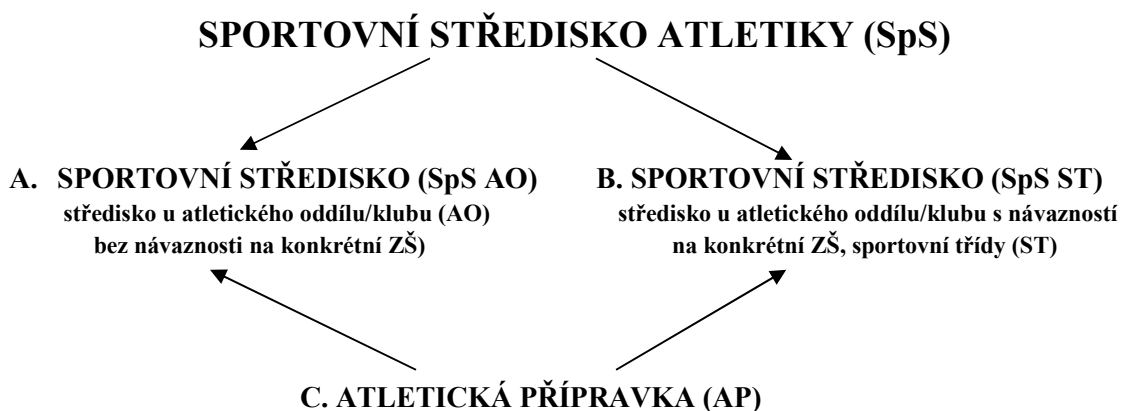 SPORTOVNÍ STŘEDISKO ATLETIKY (SpS)
A. SPORTOVNÍ STŘEDISKO (SpS AO)
středisko u atletického oddílu/klubu (AO)
bez návaznosti na konkrétní ZŠ)
B. SPORTOVNÍ STŘEDISKO (SpS ST)
středisko u atletického oddílu/klubu s návazností
na konkrétní ZŠ, sportovní třídy (ST)
C. ATLETICKÁ PŘÍPRAVKA (AP)